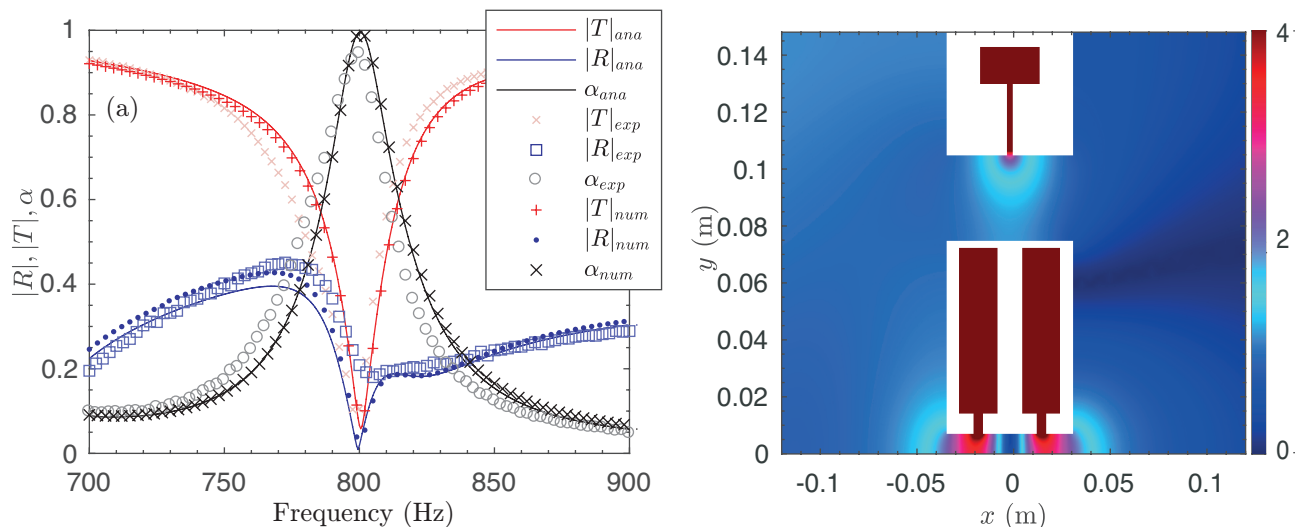 |T|ana
|R|ana
αana
|T|exp
|R|exp
αexp
|T|num
|R|num
αnum
(a)
|R|, |T|, α
1
0.8
0.6
0.4
0.2
0
700 750 800 850 900
Frequency (Hz)
y (m)
0.14
0.12
0.1
0.08
0.06
0.04
0.02
0
-0.1 -0.05 0 0.05 0.1
x (m)
4
2
0